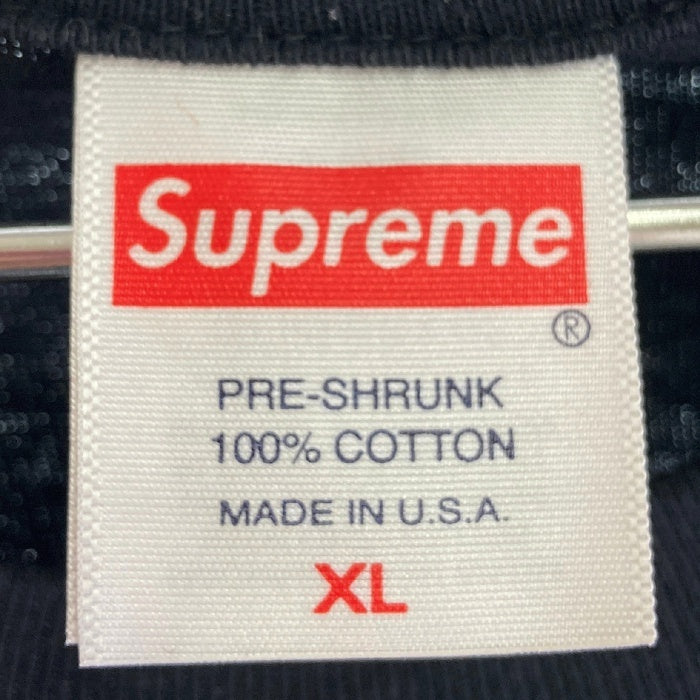 Supreme
®
PRE-SHRUNK
100% COTTON
MADE IN U.S.A.
XL